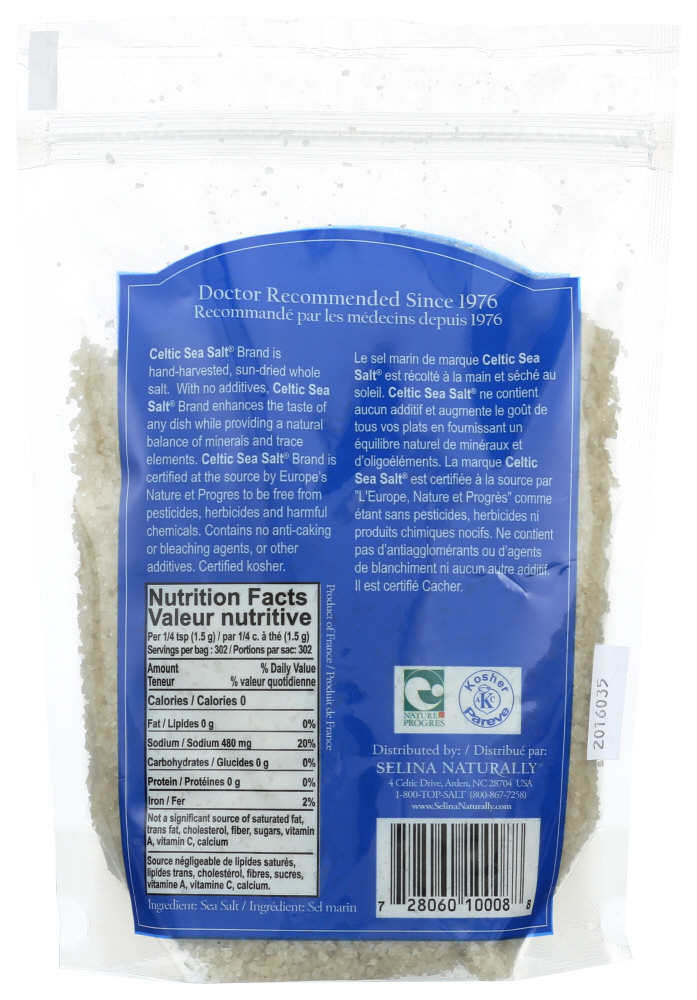 Doctor Recommended Since 1976
Recommandé par les médecins depuis 1976
Celtic Sea Salt® Brand is
hand-harvested, sun-dried whole
salt. With no additives, Celtic Sea
Salt® Brand enhances the taste of
any dish while providing a natural
balance of minerals and trace
elements. Celtic Sea Salt® Brand is
certified at the source by Europe's
Nature et Progres to be free from
pesticides, herbicides and harmful
chemicals. Contains no anti-caking
or bleaching agents, or other
additives. Certified kosher.
Le sel marin de marque Celtic Sea
Salt® est récolté à la main et séché au
soleil. Celtic Sea Salt® ne contient
aucun additif et augmente le goût de
tous vos plats en fournissant un
équilibre naturel de minéraux et
d'oligoéléments. La marque Celtic
Sea Salt® est certifiée à la source par
"L'Europe, Nature et Progrès" comme
étant sans pesticides, herbicides ni
produits chimiques nocifs. Ne contient
pas d'antiagglomérants ou d'agents
de blanchiment ni aucun autre additif.
Il est certifié Cacher.
Nutrition Facts
Valeur nutritive
Per 1/4 tsp (1.5 g) / par 1/4 c. à thé (1.5 g)
Servings per bag : 302 / Portions par sac: 302
Amount % Daily Value
Teneur % valeur quotidienne
Calories / Calories 0
Fat / Lipides 0 g 0%
Sodium / Sodium 480 mg 20%
Carbohydrates / Glucides 0 g 0%
Protein / Protéines 0 g 0%
Iron / Fer 2%
Not a significant source of saturated fat,
trans fat, cholesterol, fiber, sugars, vitamin
A, vitamin C, calcium
Source négligeable de lipides saturés,
lipides trans, cholestérol, fibres, sucres,
vitamine A, vitamine C, calcium.
Ingredient: Sea Salt / Ingrédient: Sel marin
Product of France / Produit de France
NATURE
PROGRES
Kosher
AKC
Pareve
Distributed by: / Distribué par:
SELINA NATURALLY
4 Celtic Drive, Arden, NC 28704 USA
1-800-TOP-SALT (800-867-7258)
www.SelinaNaturally.com
7 28060 10008 8
2016035